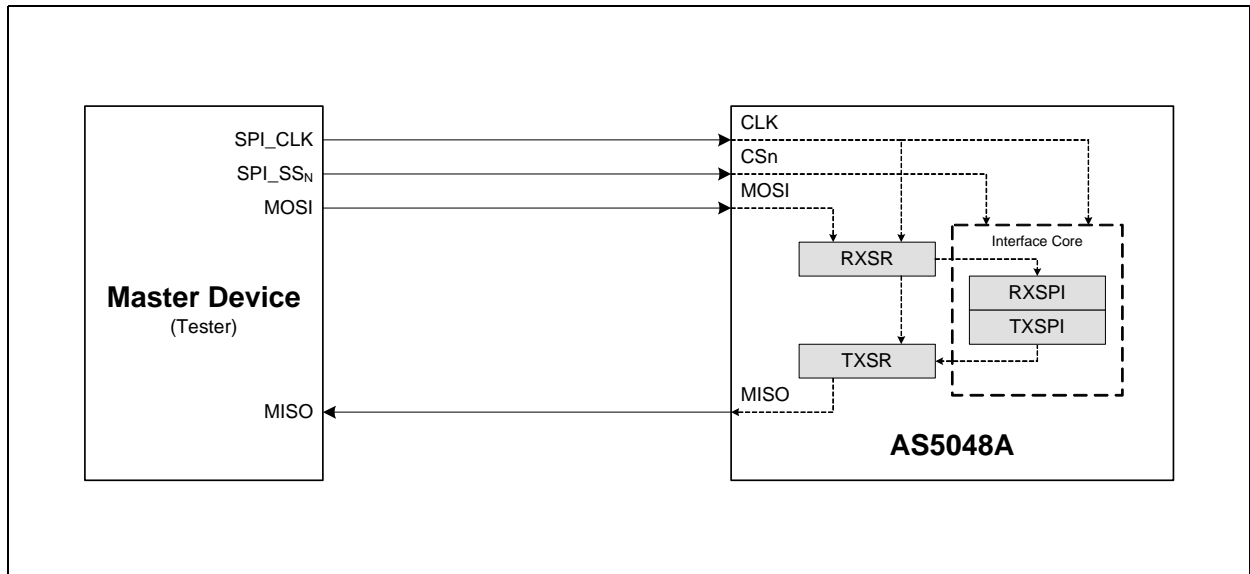 SPI_CLK
SPI_SSN
MOSI
Master Device
(Tester)
MISO
CLK
CSn
MOSI
Interface Core
RXSR
RXSPI
TXSPI
TXSR
MISO
AS5048A